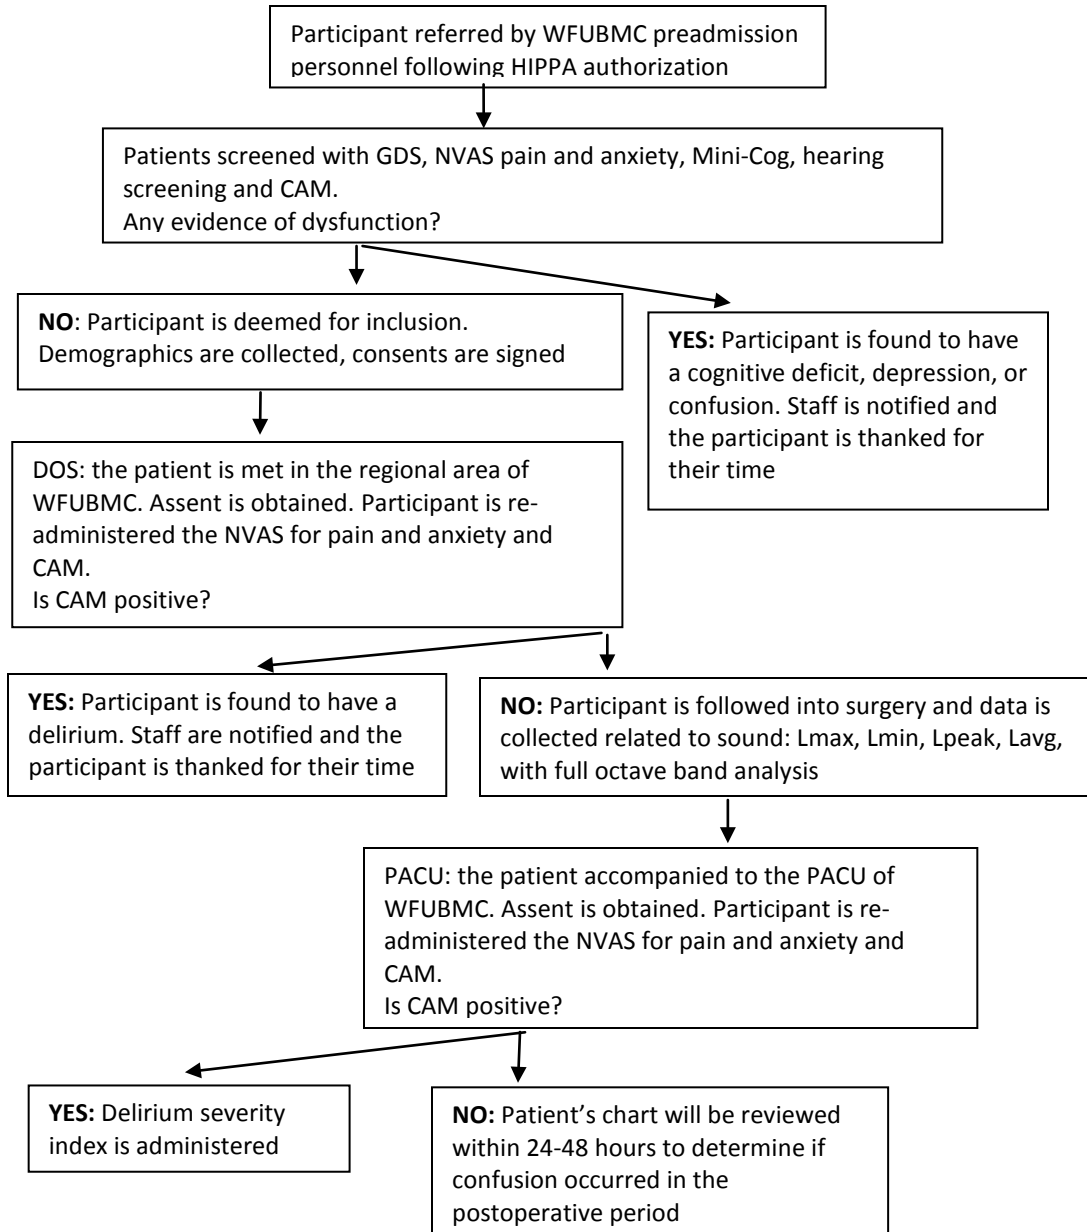 Participant referred by WFUBMC preadmission
personnel following HIPPA authorization
Patients screened with GDS, NVAS pain and anxiety, Mini-Cog, hearing
screening and CAM.
Any evidence of dysfunction?
NO: Participant is deemed for inclusion.
Demographics are collected, consents are signed
YES: Participant is found to have
a cognitive deficit, depression, or
confusion. Staff is notified and
the participant is thanked for
their time
DOS: the patient is met in the regional area of
WFUBMC. Assent is obtained. Participant is re-
administered the NVAS for pain and anxiety and
CAM.
Is CAM positive?
YES: Participant is found to have a
delirium. Staff are notified and the
participant is thanked for their time
NO: Participant is followed into surgery and data is
collected related to sound: Lmax, Lmin, Lpeak, Lavg,
with full octave band analysis
PACU: the patient accompanied to the PACU of
WFUBMC. Assent is obtained. Participant is re-
administered the NVAS for pain and anxiety and
CAM.
Is CAM positive?
YES: Delirium severity
index is administered
NO: Patient’s chart will be reviewed
within 24-48 hours to determine if
confusion occurred in the
postoperative period